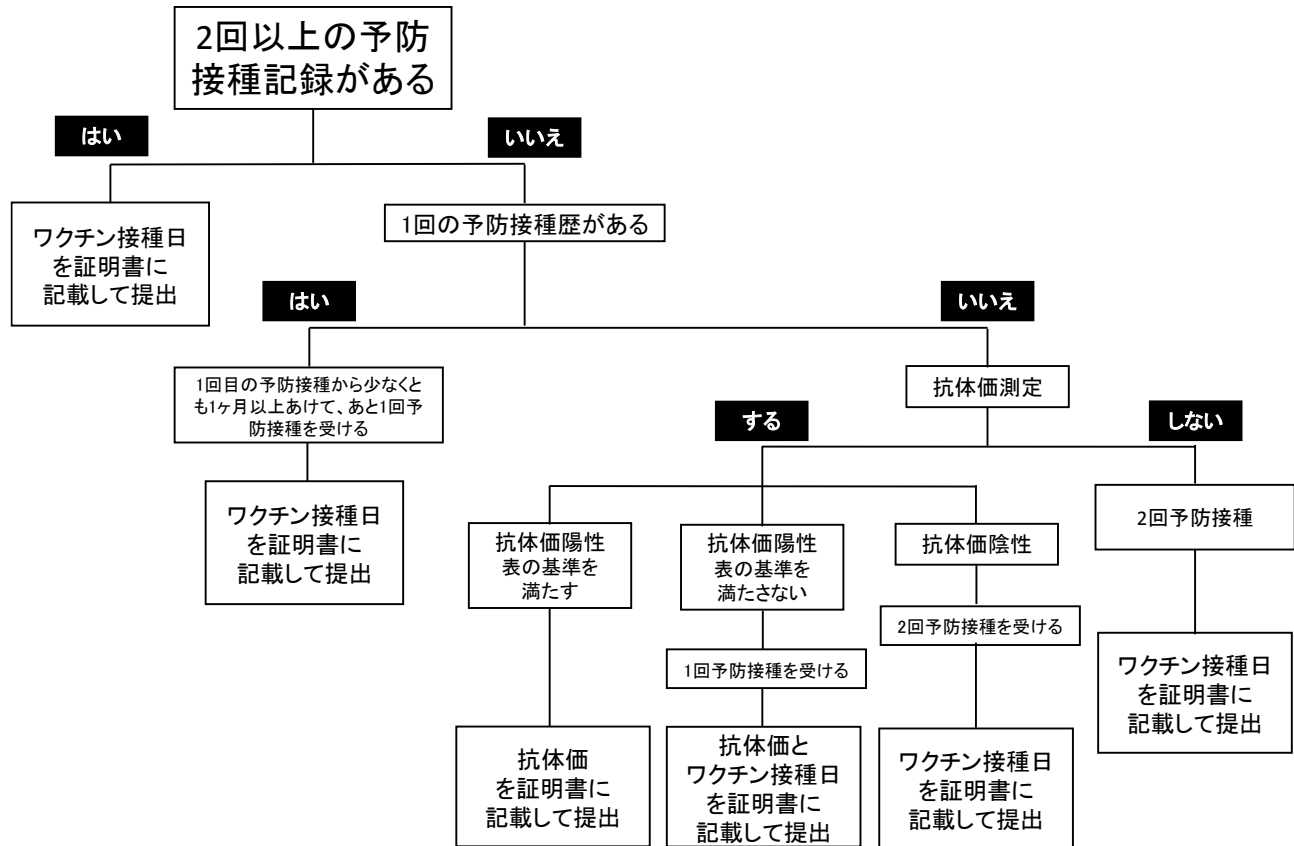 2回以上の予防
接種記録がある
はい
いいえ
ワクチン接種日
を証明書に
記載して提出
1回の予防接種歴がある
はい
いいえ
1回目の予防接種から少なくと
も1ヶ月以上あけて、あと1回予
防接種を受ける
抗体価測定
する
しない
ワクチン接種日
を証明書に
記載して提出
抗体価陽性
表の基準を
満たす
抗体価陽性
表の基準を
満たさない
抗体価陰性
2回予防接種
1回予防接種を受ける
2回予防接種を受ける
ワクチン接種日
を証明書に
記載して提出
抗体価
を証明書に
記載して提出
抗体価と
ワクチン接種日
を証明書に
記載して提出
ワクチン接種日
を証明書に
記載して提出